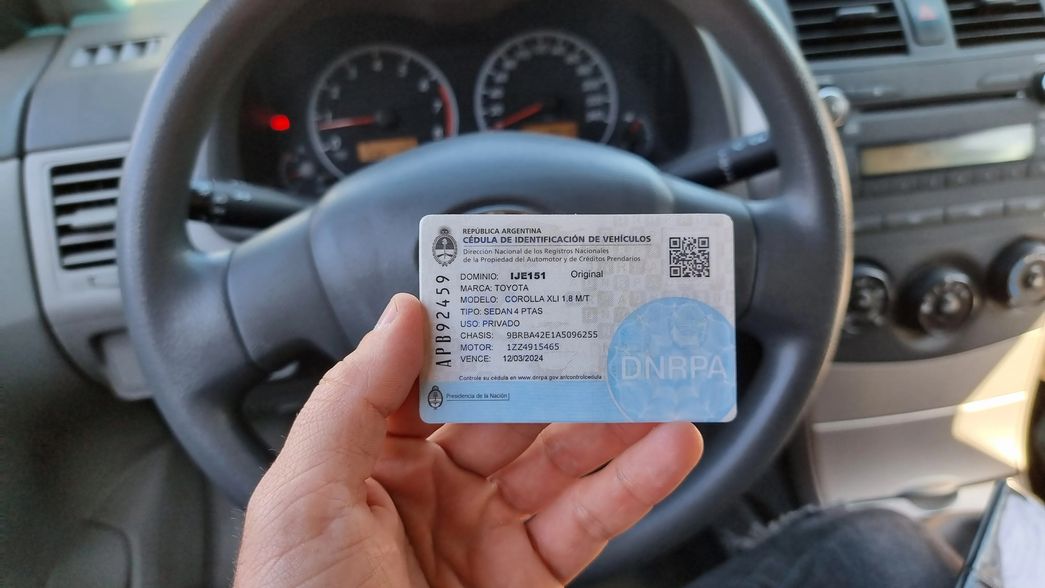 REPÚBLICA ARGENTINA
CÉDULA DE IDENTIFICACIÓN DE VEHÍCULOS
Dirección Nacional de los Registros Nacionales
de la Propiedad del Automotor y de Créditos Prendarios
DOMINIO: IJE151 Original
MARCA: TOYOTA
MODELO: COROLLA XLI 1.8 M/T
TIPO: SEDAN 4 PTAS
USO: PRIVADO
CHASIS: 9BRBA42E1A5096255
MOTOR: 1ZZ4915465
VENCE: 12/03/2024
Controle su cédula en www.dnrpa.gov.ar/controlcedula
Presidencia de la Nación
APB92459
DNRPA